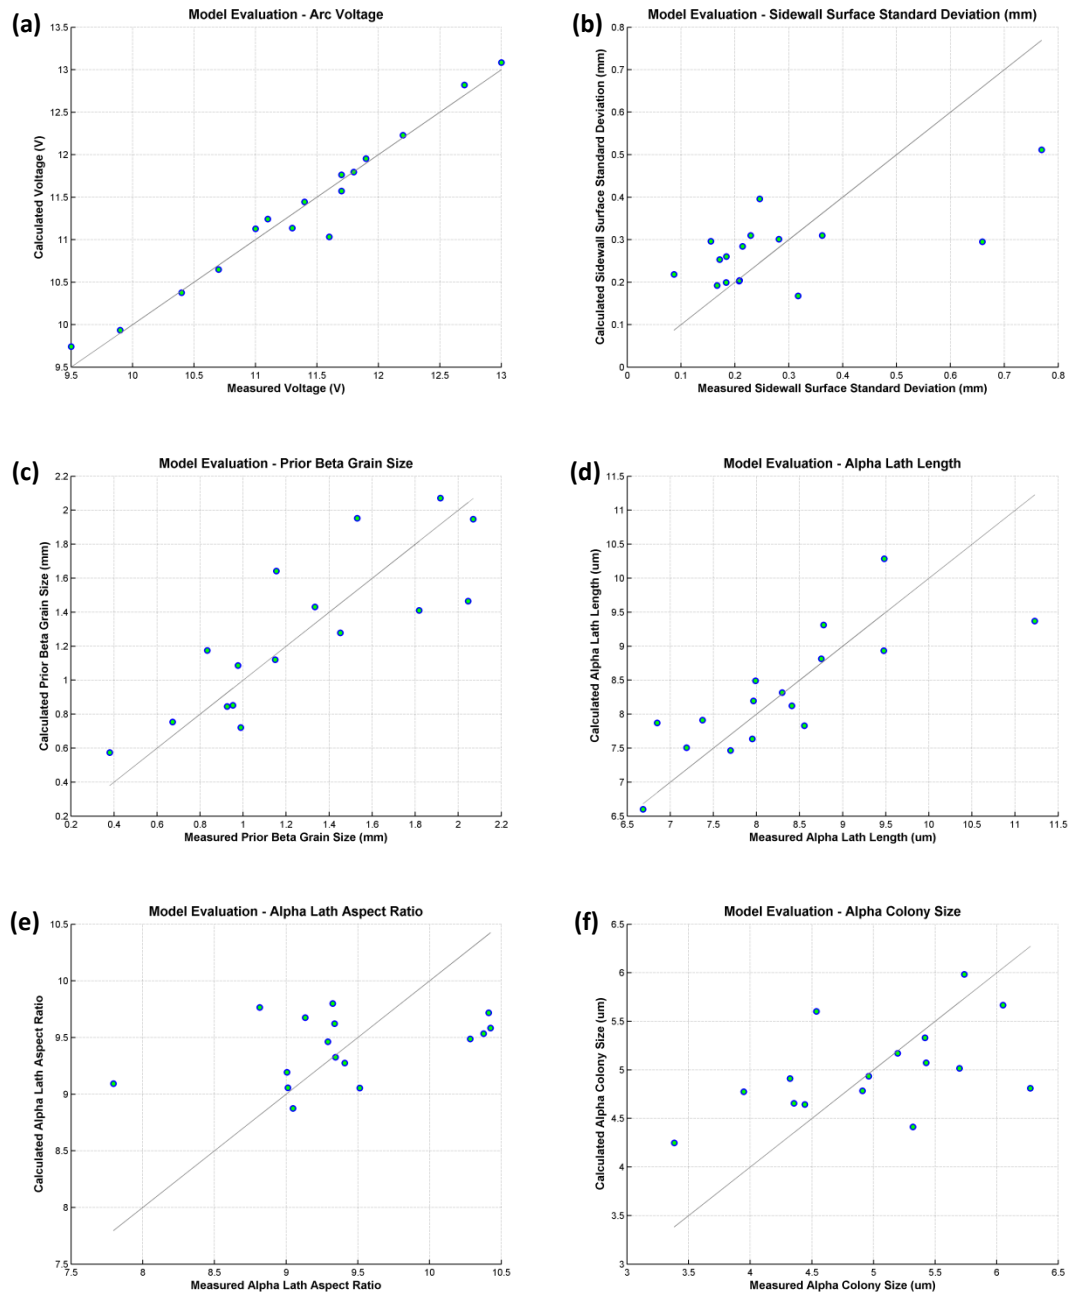 (a)
Model Evaluation - Arc Voltage
13.5
13
12.5
12
11.5
11
10.5
10
9.5
Calculated Voltage (V)
9.5 10 10.5 11 11.5 12 12.5 13
Measured Voltage (V)
(b)
Model Evaluation - Sidewall Surface Standard Deviation (mm)
0.8
0.7
0.6
0.5
0.4
0.3
0.2
0.1
0
Calculated Sidewall Surface Standard Deviation (mm)
0 0.1 0.2 0.3 0.4 0.5 0.6 0.7 0.8
Measured Sidewall Surface Standard Deviation (mm)
(c)
Model Evaluation - Prior Beta Grain Size
2.2
2
1.8
1.6
1.4
1.2
1
0.8
0.6
0.4
0.2
Calculated Prior Beta Grain Size (mm)
0.2 0.4 0.6 0.8 1 1.2 1.4 1.6 1.8 2 2.2
Measured Prior Beta Grain Size (mm)
(d)
Model Evaluation - Alpha Lath Length
11.5
11
10.5
10
9.5
9
8.5
8
7.5
7
6.5
Calculated Alpha Lath Length (um)
6.5 7 7.5 8 8.5 9 9.5 10 10.5 11 11.5
Measured Alpha Lath Length (um)
(e)
Model Evaluation - Alpha Lath Aspect Ratio
10.5
10
9.5
9
8.5
8
7.5
Calculated Alpha Lath Aspect Ratio
7.5 8 8.5 9 9.5 10 10.5
Measured Alpha Lath Aspect Ratio
(f)
Model Evaluation - Alpha Colony Size
6.5
6
5.5
5
4.5
4
3.5
3
Calculated Alpha Colony Size (um)
3 3.5 4 4.5 5 5.5 6 6.5
Measured Alpha Colony Size (um)